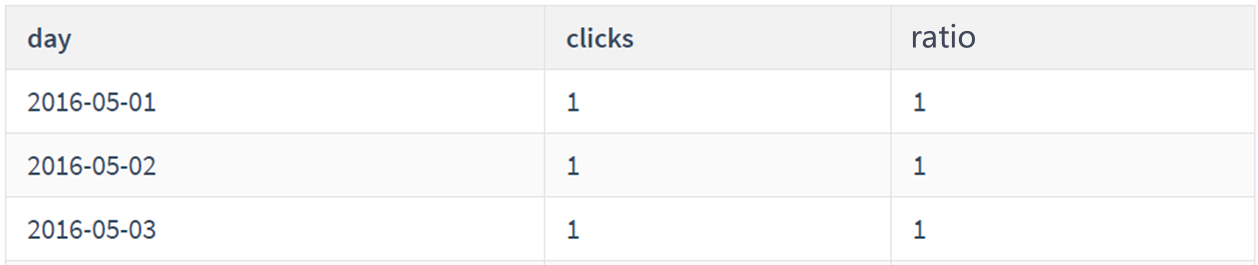 day clicks ratio
2016-05-01 1 1
2016-05-02 1 1
2016-05-03 1 1